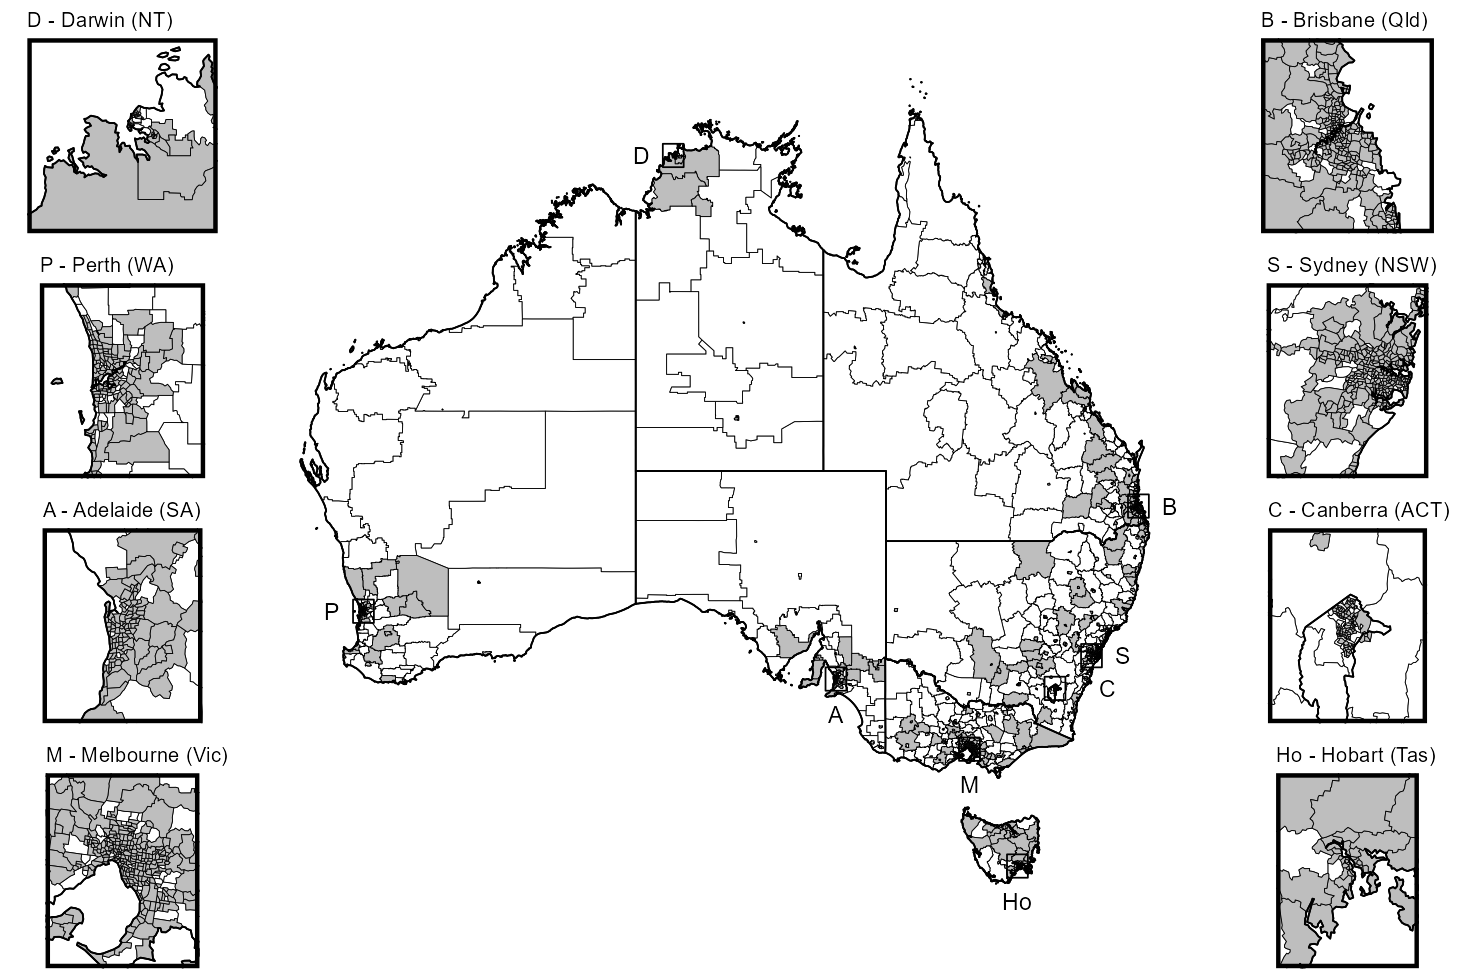 D - Darwin (NT)
B - Brisbane (Qld)
D
P - Perth (WA)
S - Sydney (NSW)
A - Adelaide (SA)
C - Canberra (ACT)
B
P
S
C
A
M - Melbourne (Vic)
Ho - Hobart (Tas)
M
Ho